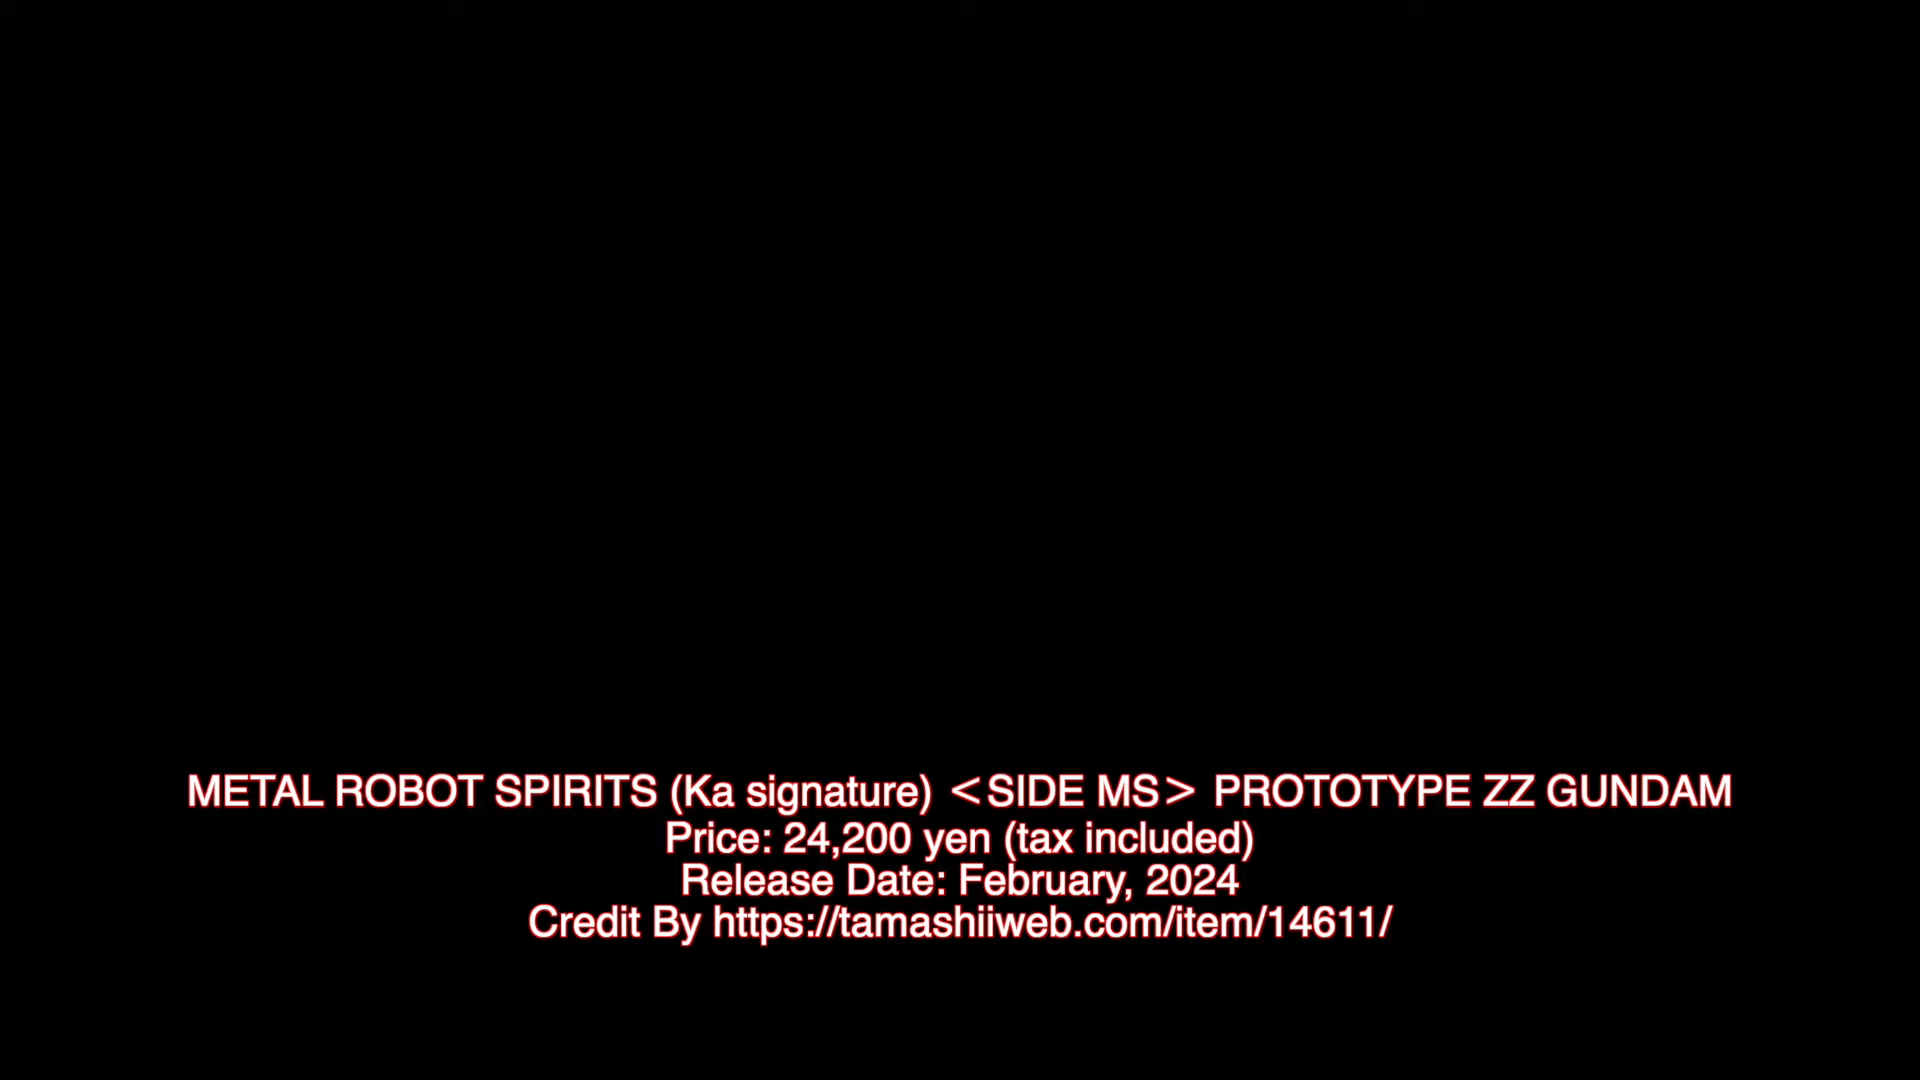 METAL ROBOT SPIRITS (Ka signature) ＜SIDE MS＞ PROTOTYPE ZZ GUNDAM
Price: 24,200 yen (tax included)
Release Date: February, 2024
Credit By https://tamashiiweb.com/item/14611/